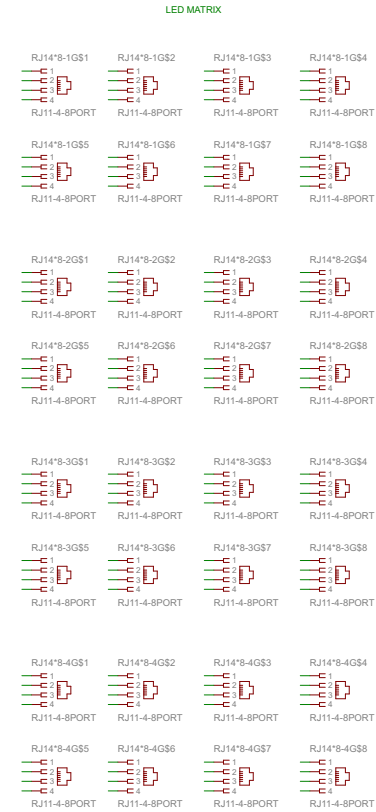 LED MATRIX
RJ14*8-1G$1 RJ14*8-1G$2 RJ14*8-1G$3 RJ14*8-1G$4
1 1 1 1
2 2 2 2
3 3 3 3
4 4 4 4
RJ11-4-8PORT RJ11-4-8PORT RJ11-4-8PORT RJ11-4-8PORT
RJ14*8-1G$5 RJ14*8-1G$6 RJ14*8-1G$7 RJ14*8-1G$8
1 1 1 1
2 2 2 2
3 3 3 3
4 4 4 4
RJ11-4-8PORT RJ11-4-8PORT RJ11-4-8PORT RJ11-4-8PORT
RJ14*8-2G$1 RJ14*8-2G$2 RJ14*8-2G$3 RJ14*8-2G$4
1 1 1 1
2 2 2 2
3 3 3 3
4 4 4 4
RJ11-4-8PORT RJ11-4-8PORT RJ11-4-8PORT RJ11-4-8PORT
RJ14*8-2G$5 RJ14*8-2G$6 RJ14*8-2G$7 RJ14*8-2G$8
1 1 1 1
2 2 2 2
3 3 3 3
4 4 4 4
RJ11-4-8PORT RJ11-4-8PORT RJ11-4-8PORT RJ11-4-8PORT
RJ14*8-3G$1 RJ14*8-3G$2 RJ14*8-3G$3 RJ14*8-3G$4
1 1 1 1
2 2 2 2
3 3 3 3
4 4 4 4
RJ11-4-8PORT RJ11-4-8PORT RJ11-4-8PORT RJ11-4-8PORT
RJ14*8-3G$5 RJ14*8-3G$6 RJ14*8-3G$7 RJ14*8-3G$8
1 1 1 1
2 2 2 2
3 3 3 3
4 4 4 4
RJ11-4-8PORT RJ11-4-8PORT RJ11-4-8PORT RJ11-4-8PORT
RJ14*8-4G$1 RJ14*8-4G$2 RJ14*8-4G$3 RJ14*8-4G$4
1 1 1 1
2 2 2 2
3 3 3 3
4 4 4 4
RJ11-4-8PORT RJ11-4-8PORT RJ11-4-8PORT RJ11-4-8PORT
RJ14*8-4G$5 RJ14*8-4G$6 RJ14*8-4G$7 RJ14*8-4G$8
1 1 1 1
2 2 2 2
3 3 3 3
4 4 4 4
RJ11-4-8PORT RJ11-4-8PORT RJ11-4-8PORT RJ11-4-8PORT